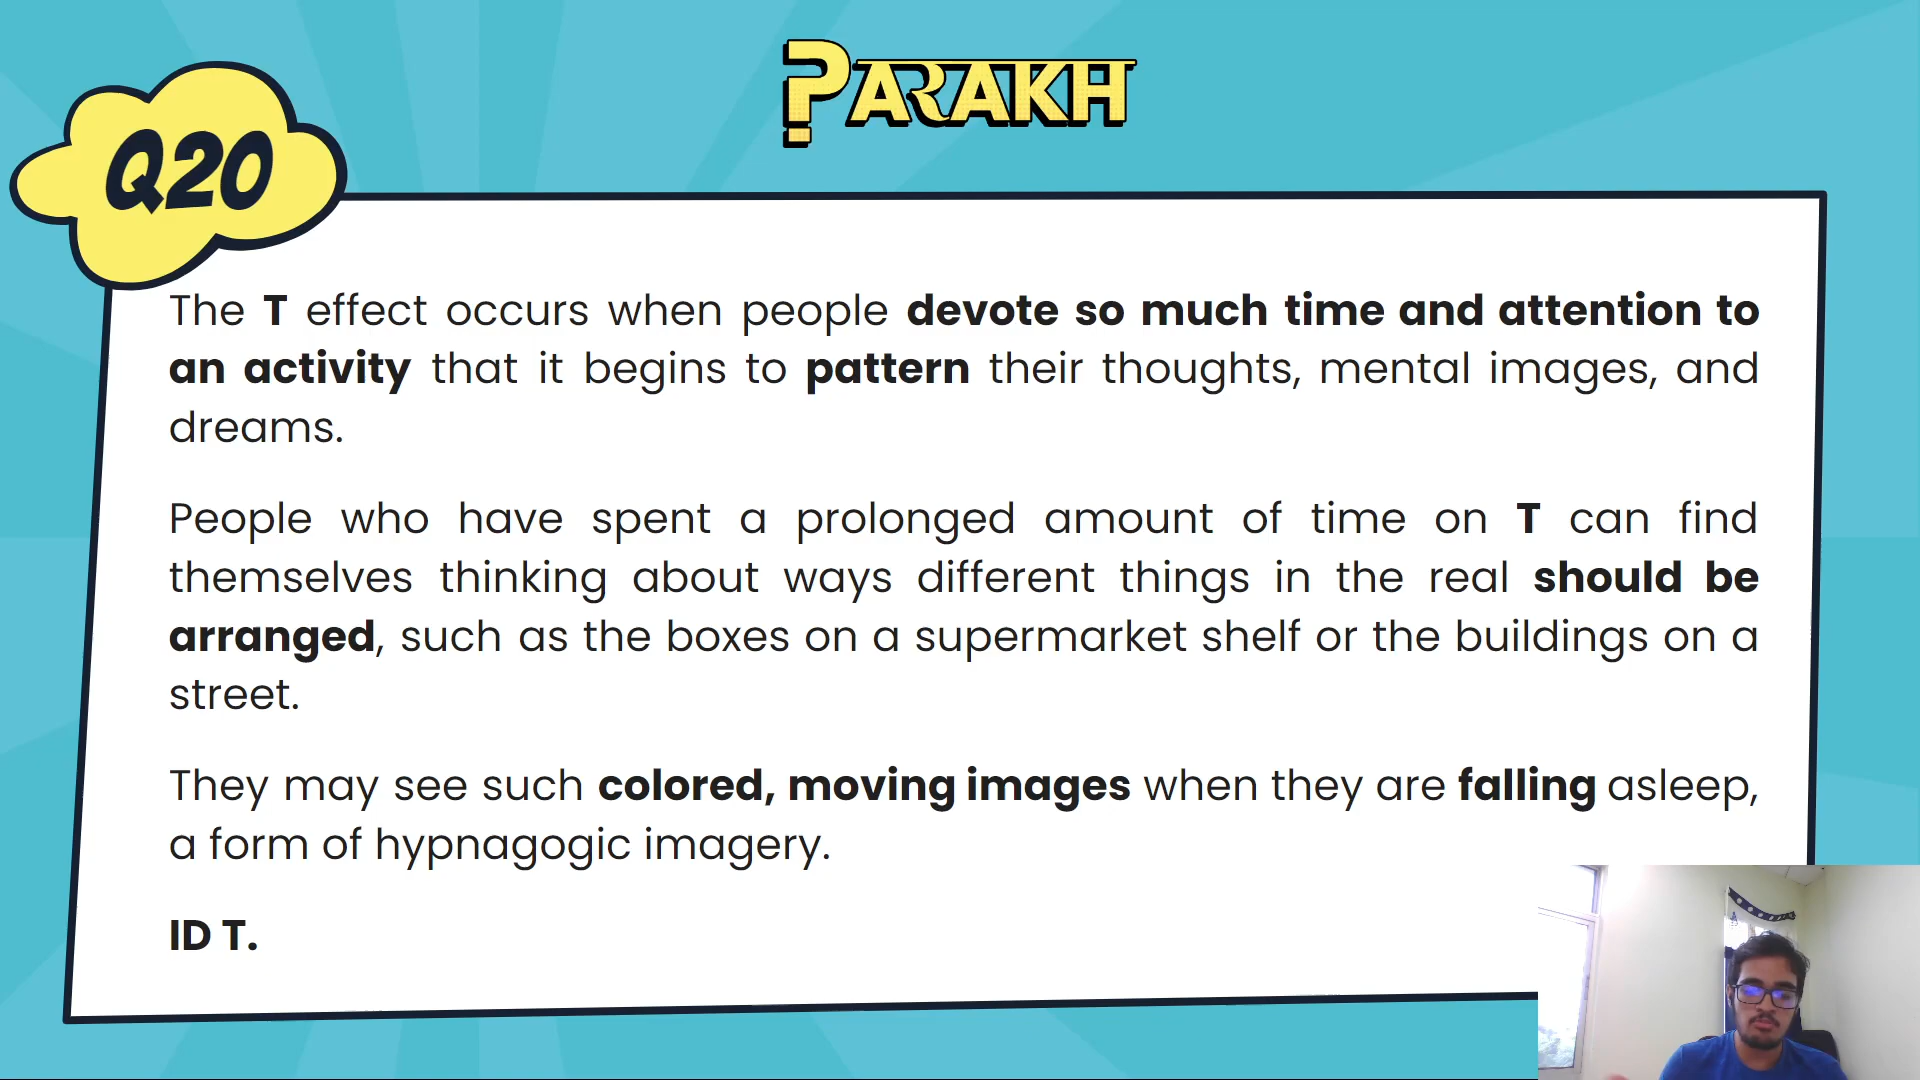 PARAKH
Q20
The T effect occurs when people devote so much time and attention to
an activity that it begins to pattern their thoughts, mental images, and
dreams.
People who have spent a prolonged amount of time on T can find
themselves thinking about ways different things in the real should be
arranged, such as the boxes on a supermarket shelf or the buildings on a
street.
They may see such colored, moving images when they are falling asleep,
a form of hypnagogic imagery.
ID T.